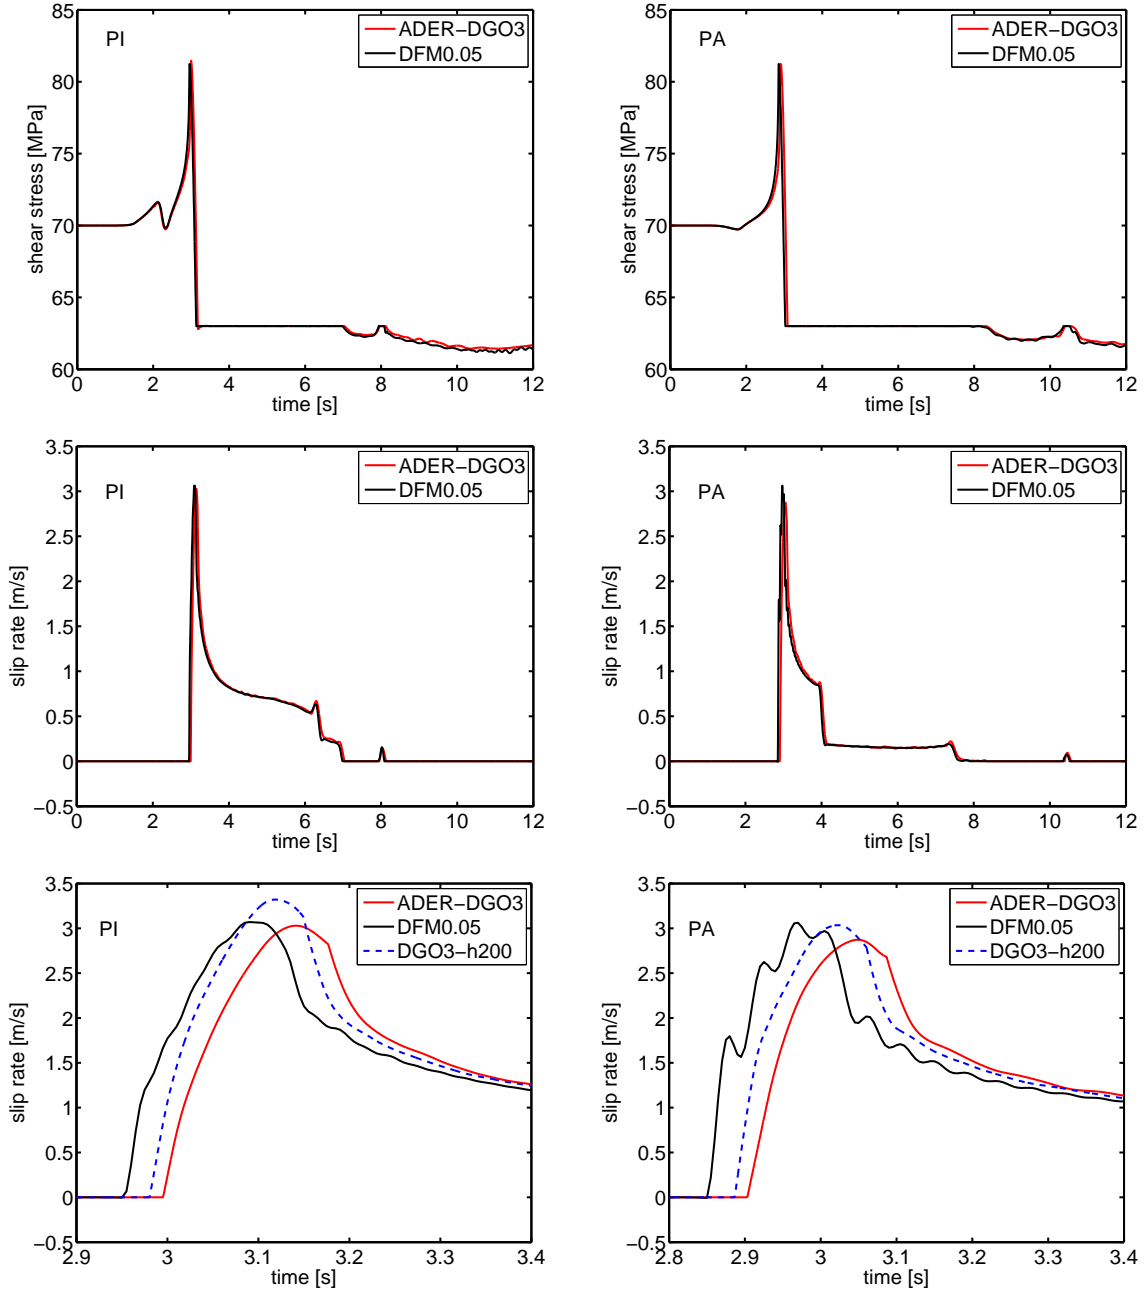 PI
ADER−DGO3
DFM0.05
shear stress [MPa]
85
80
75
70
65
60
0 2 4 6 8 10 12
time [s]
PA
ADER−DGO3
DFM0.05
shear stress [MPa]
85
80
75
70
65
60
0 2 4 6 8 10 12
time [s]
PI
ADER−DGO3
DFM0.05
slip rate [m/s]
3.5
3
2.5
2
1.5
1
0.5
0
−0.5
0 2 4 6 8 10 12
time [s]
PA
ADER−DGO3
DFM0.05
slip rate [m/s]
3.5
3
2.5
2
1.5
1
0.5
0
−0.5
0 2 4 6 8 10 12
time [s]
PI
ADER−DGO3
DFM0.05
DGO3−h200
slip rate [m/s]
3.5
3
2.5
2
1.5
1
0.5
0
−0.5
2.9 3 3.1 3.2 3.3 3.4
time [s]
PA
ADER−DGO3
DFM0.05
DGO3−h200
slip rate [m/s]
3.5
3
2.5
2
1.5
1
0.5
0
−0.5
2.8 2.9 3 3.1 3.2 3.3 3.4
time [s]